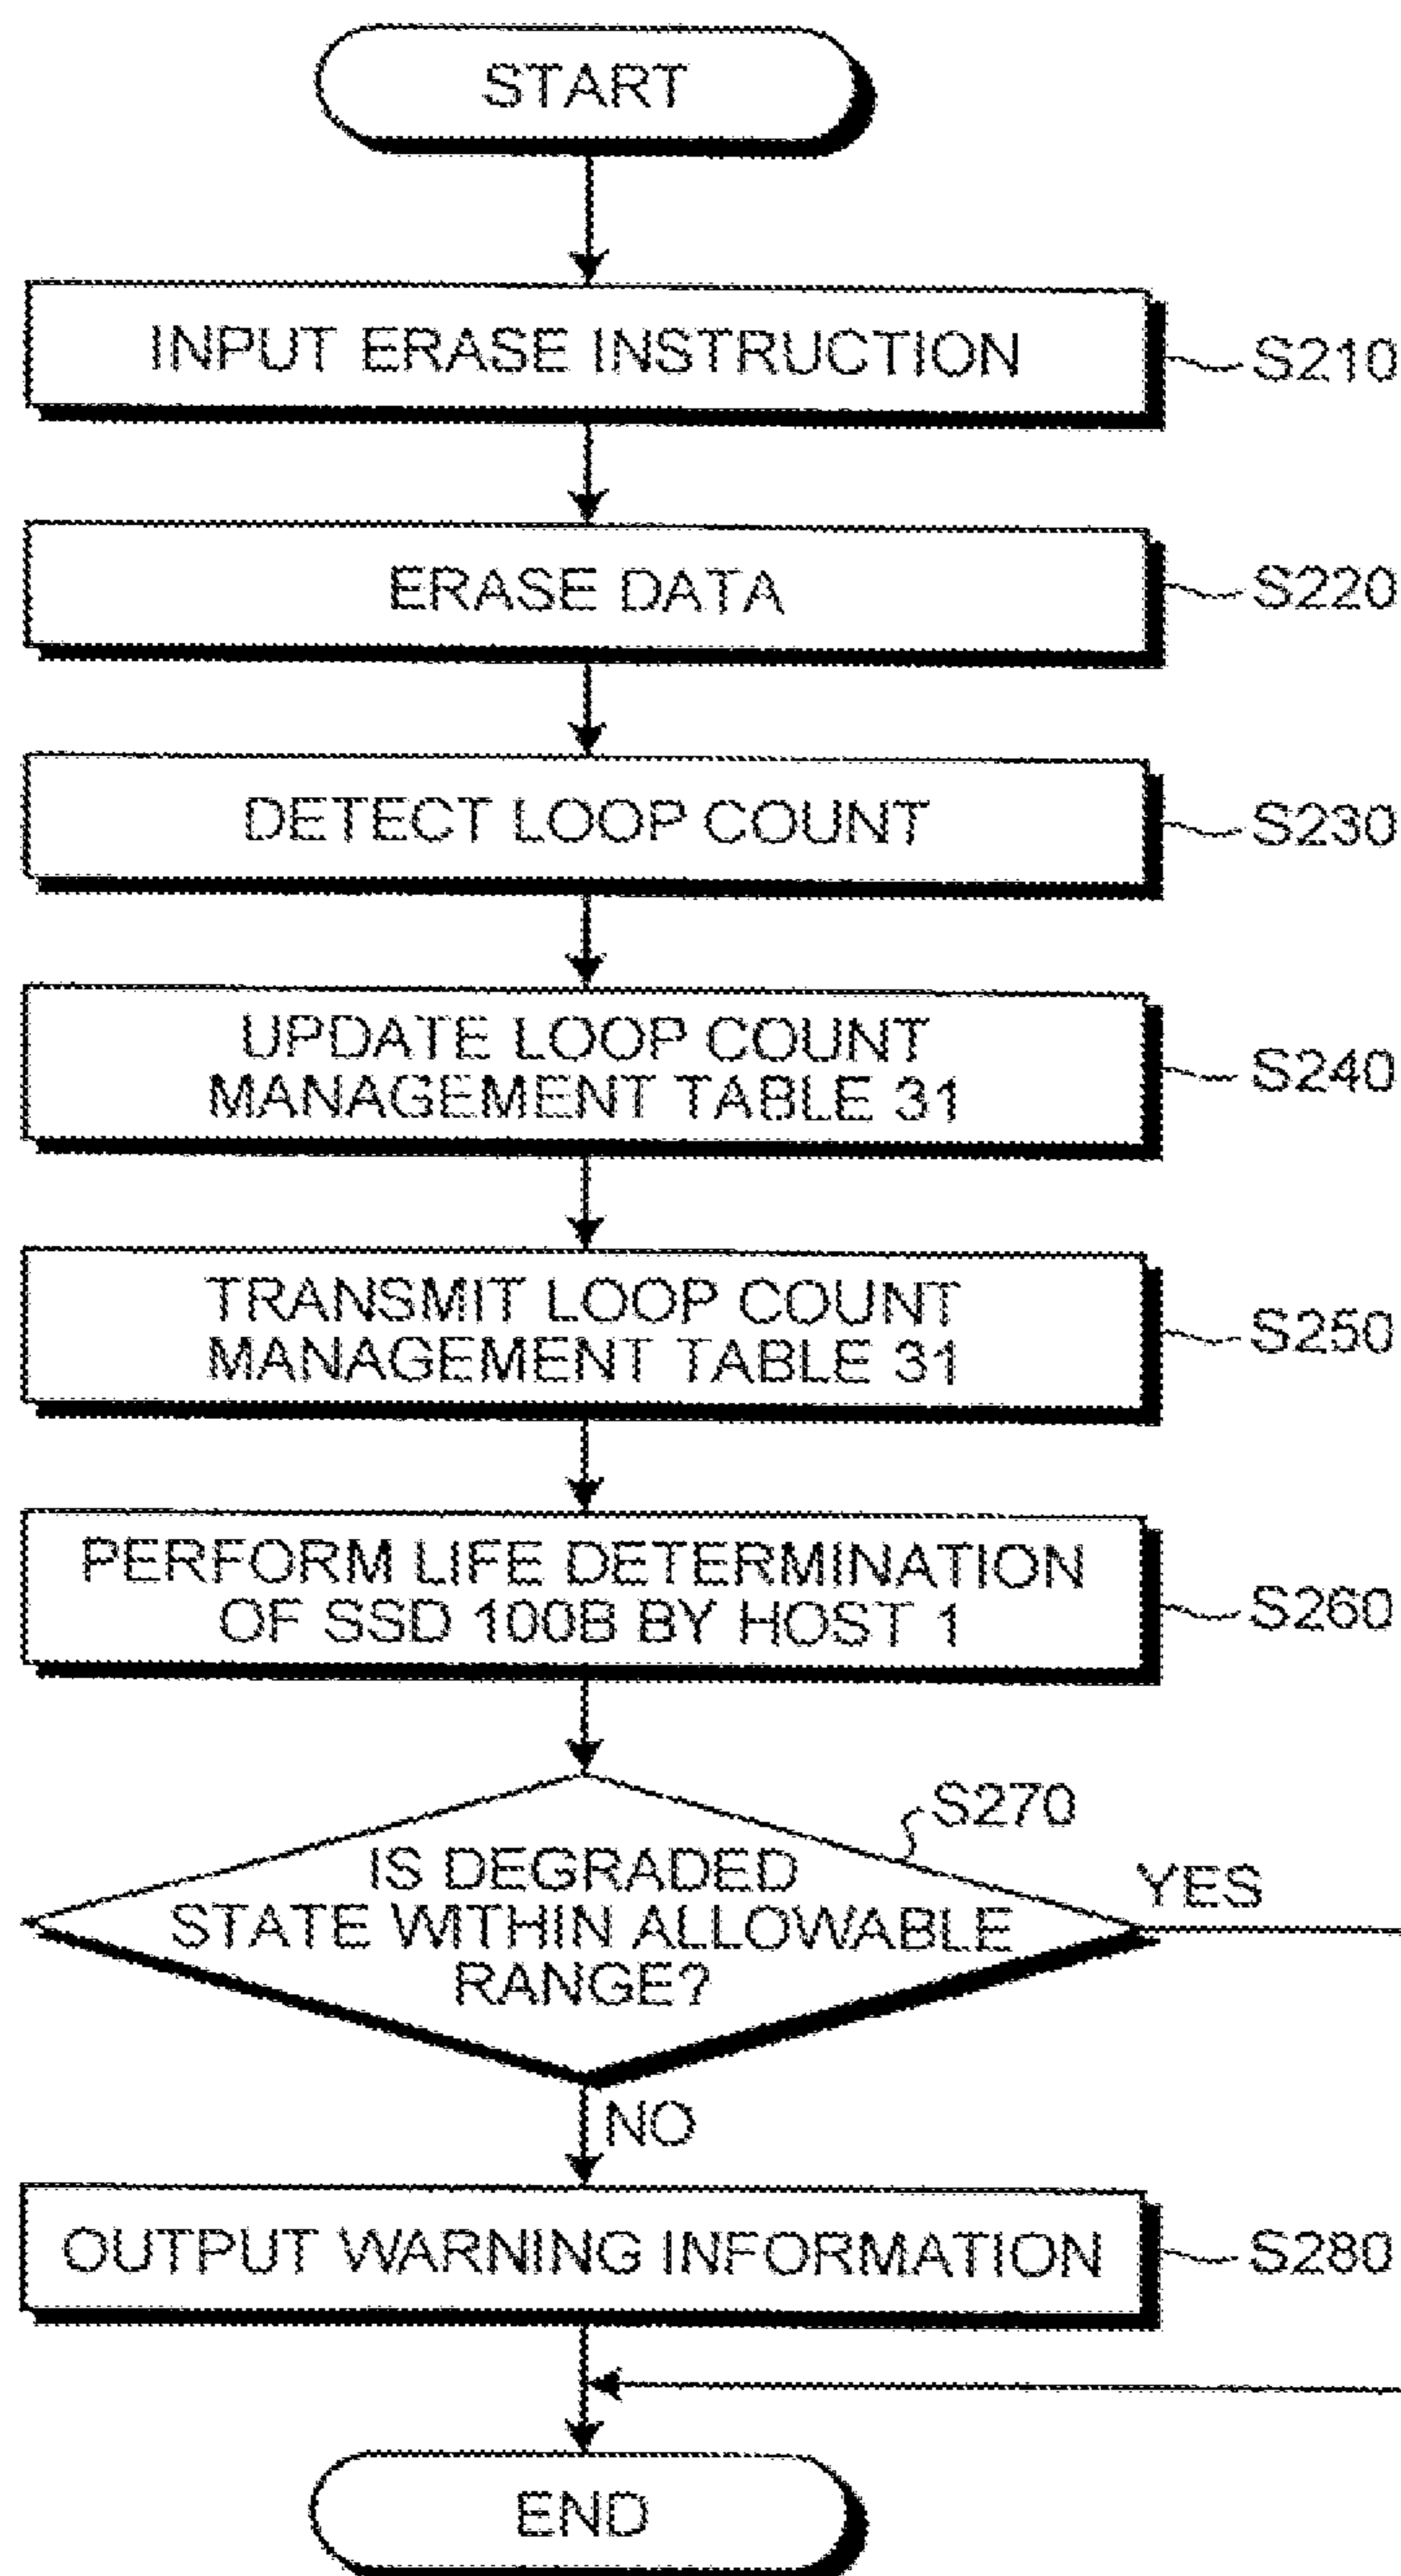 START
INPUT ERASE INSTRUCTION
S210
ERASE DATA
S220
DETECT LOOP COUNT
S230
UPDATE LOOP COUNT
MANAGEMENT TABLE 31
S240
TRANSMIT LOOP COUNT
MANAGEMENT TABLE 31
S250
PERFORM LIFE DETERMINATION
OF SSD 100B BY HOST 1
S260
S270
IS DEGRADED
STATE WITHIN ALLOWABLE
RANGE?
YES
NO
OUTPUT WARNING INFORMATION
S280
END